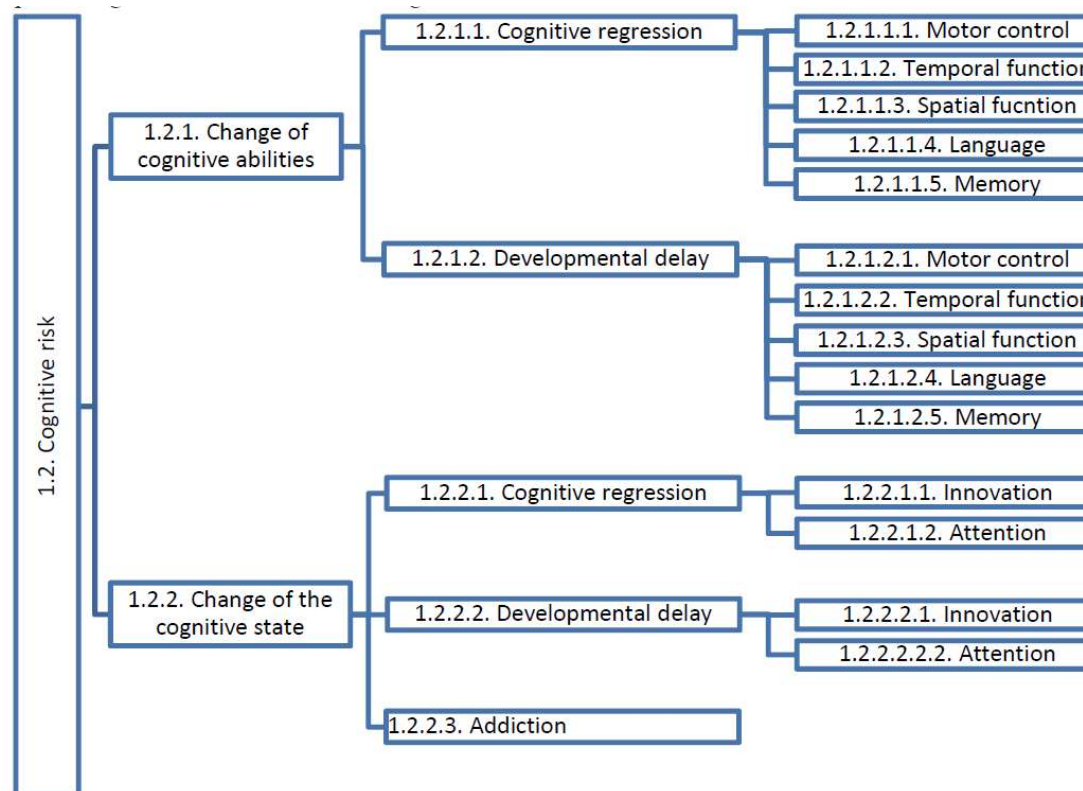 1.2. Cognitive risk
1.2.1. Change of
cognitive abilities
1.2.1.1. Cognitive regression
1.2.1.1.1. Motor control
1.2.1.1.2. Temporal function
1.2.1.1.3. Spatial fucntion
1.2.1.1.4. Language
1.2.1.1.5. Memory
1.2.1.2. Developmental delay
1.2.1.2.1. Motor control
1.2.1.2.2. Temporal function
1.2.1.2.3. Spatial function
1.2.1.2.4. Language
1.2.1.2.5. Memory
1.2.2. Change of the
cognitive state
1.2.2.1. Cognitive regression
1.2.2.1.1. Innovation
1.2.2.1.2. Attention
1.2.2.2. Developmental delay
1.2.2.2.1. Innovation
1.2.2.2.2.2. Attention
1.2.2.3. Addiction